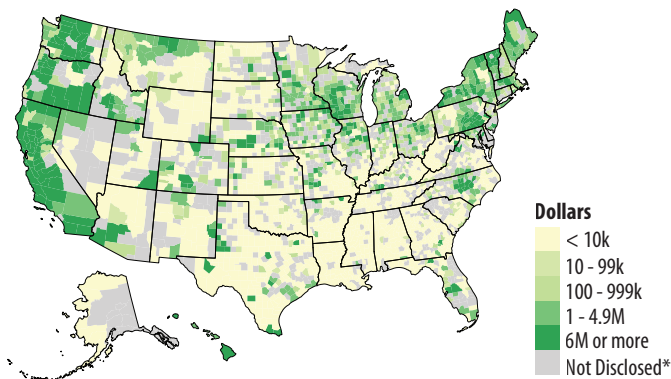 Dollars
< 10k
10 - 99k
100 - 999k
1 - 4.9M
6M or more
Not Disclosed*